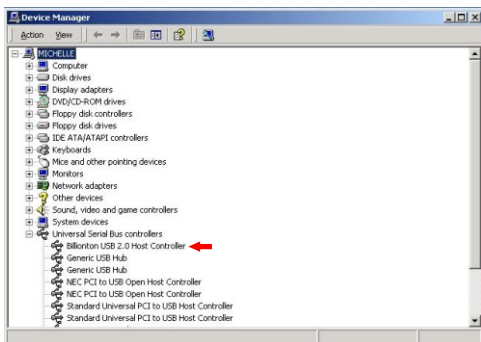 Device Manager
Action View
MICHELLE
Computer
Disk drives
Display adapters
DVD/CD-ROM drives
Floppy disk controllers
Floppy disk drives
IDE ATA/ATAPI controllers
Keyboards
Mice and other pointing devices
Monitors
Network adapters
Other devices
Sound, video and game controllers
System devices
Universal Serial Bus controllers
Billionton USB 2.0 Host Controller
Generic USB Hub
Generic USB Hub
NEC PCI to USB Open Host Controller
NEC PCI to USB Open Host Controller
Standard Universal PCI to USB Host Controller
Standard Universal PCI to USB Host Controller